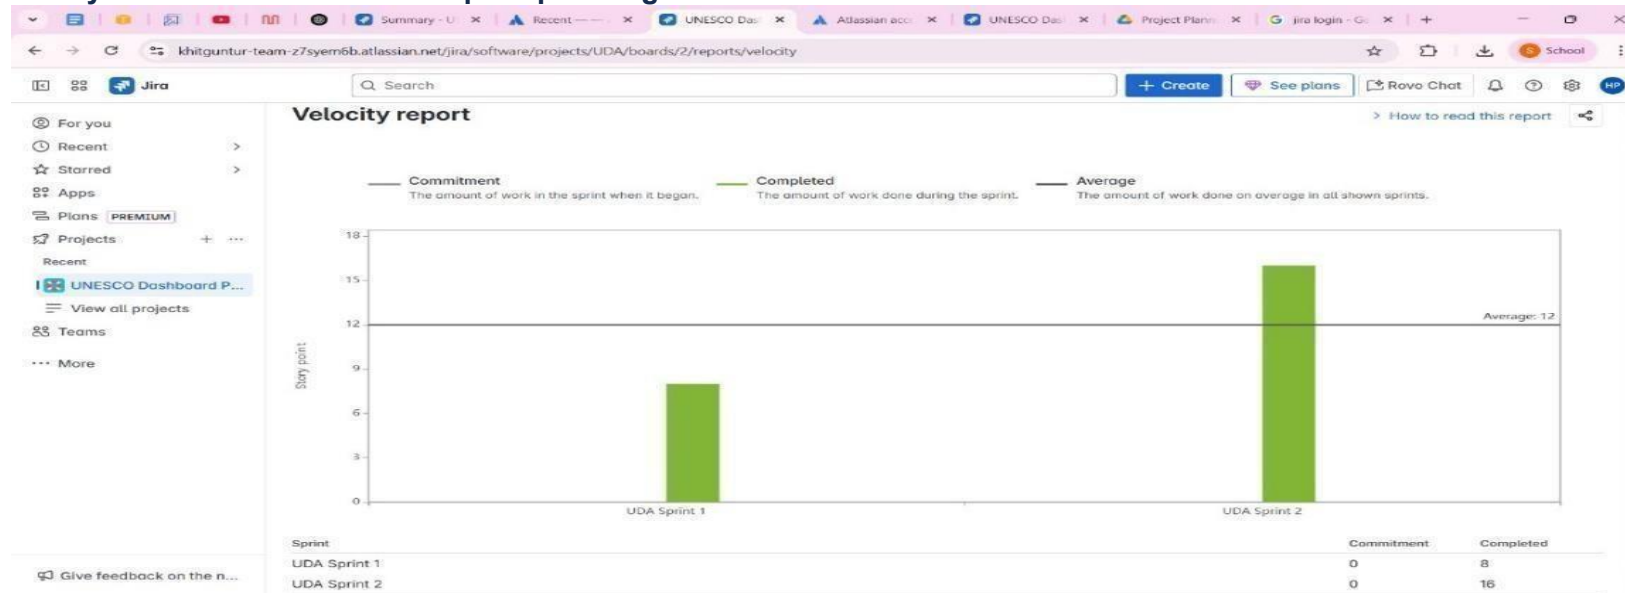 Summary - U
Recent — — .
UNESCO Das
Atlassian acc
UNESCO Das
Project Plann
jira login - Go
khitguntur-team-z7syem6b.atlassian.net/jira/software/projects/UDA/boards/2/reports/velocity
School
Jira
Search
+ Create
See plans
Rovo Chat
HP
For you
Recent
Starred
Apps
Plans PREMIUM
Projects
Recent
UNESCO Dashboard P...
View all projects
Teams
More
Give feedback on the n...
Velocity report
How to read this report
Commitment
The amount of work in the sprint when it began.
Completed
The amount of work done during the sprint.
Average
The amount of work done on average in all shown sprints.
Story point
18
15
12
9
6
3
0
Average: 12
UDA Sprint 1
UDA Sprint 2
Sprint Commitment Completed
UDA Sprint 1 0 8
UDA Sprint 2 0 16